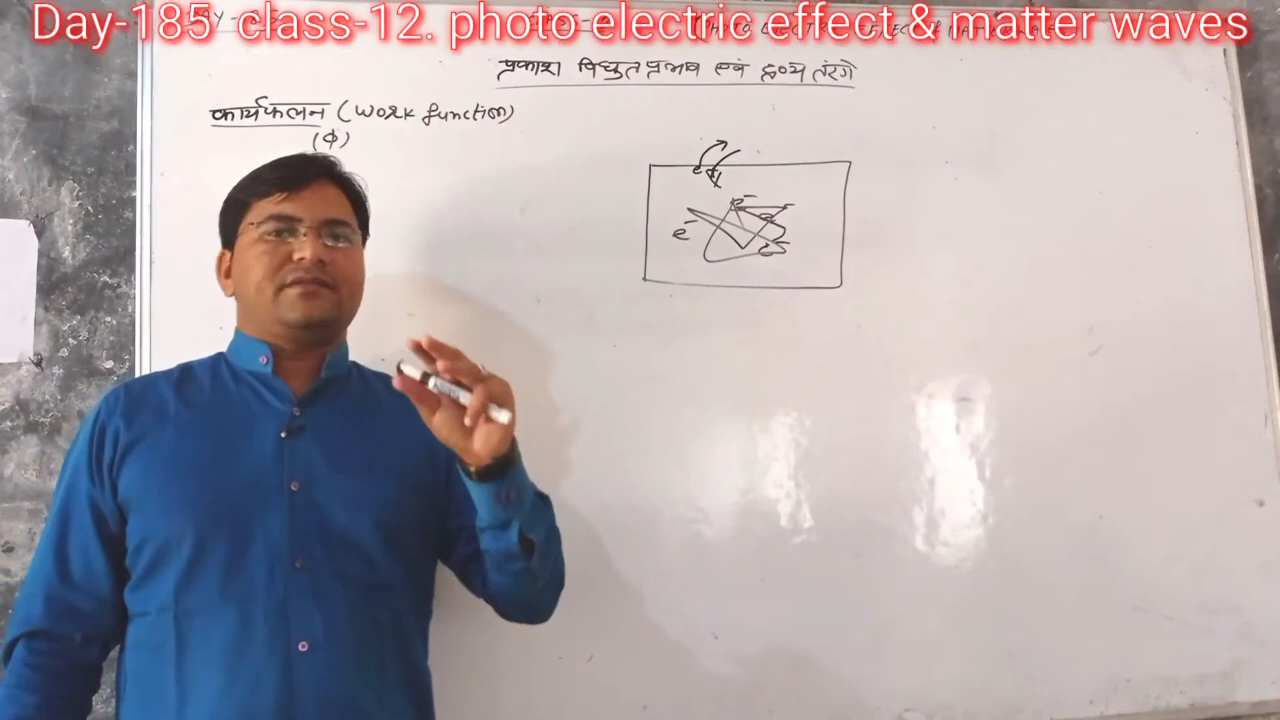 Day-185 class-12. photo electric effect & matter waves
प्रकाश विद्युत प्रभाव एवं द्रव्य तरंगे
कार्यफलन (Work function)
(Φ)
e⁻
e⁻